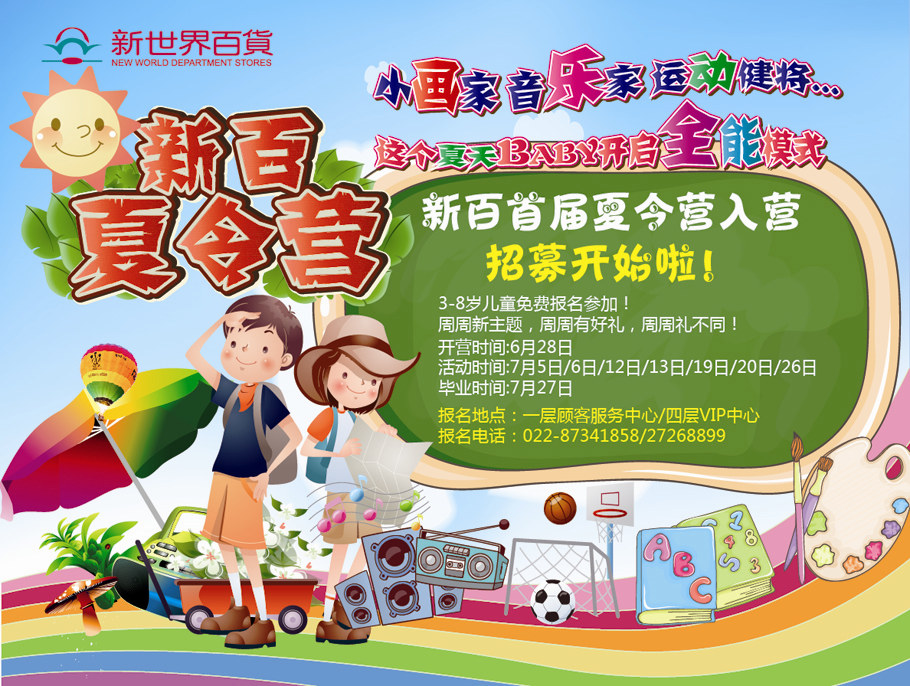 新世界百貨
NEW WORLD DEPARTMENT STORES
小画家 音乐家 运动健将...
这个夏天BABY开启全能模式
新百
夏令营
新百首届夏令营入营
招募开始啦!
3-8岁儿童免费报名参加！
周周新主题，周周有好礼，周周礼不同！
开营时间:6月28日
活动时间:7月5日/6日/12日/13日/19日/20日/26日
毕业时间:7月27日
报名地点：一层顾客服务中心/四层VIP中心
报名电话：022-87341858/27268899
A B C